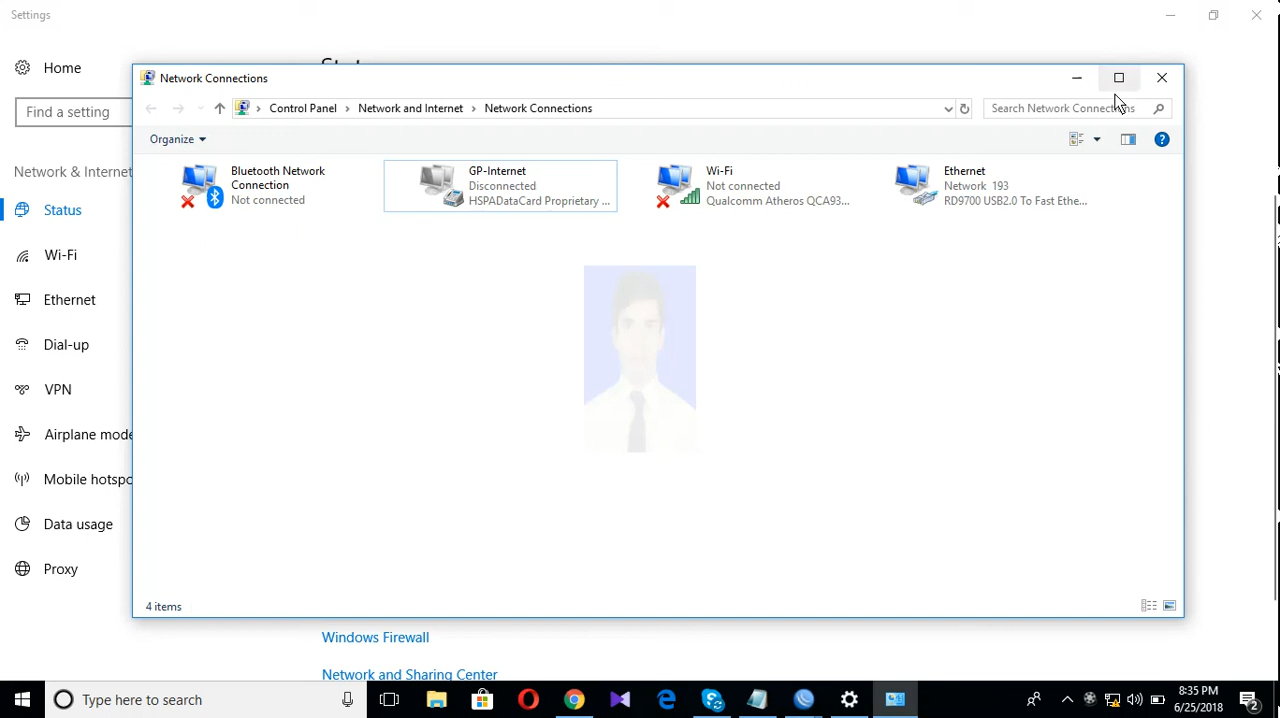 Settings
Home
Find a setting
Network & Internet
Status
Wi-Fi
Ethernet
Dial-up
VPN
Airplane mode
Mobile hotspo
Data usage
Proxy
Network Connections
Control Panel > Network and Internet > Network Connections
Search Network Connections
Organize
Bluetooth Network
Connection
Not connected
GP-Internet
Disconnected
HSPADataCard Proprietary ...
Wi-Fi
Not connected
Qualcomm Atheros QCA93...
Ethernet
Network 193
RD9700 USB2.0 To Fast Ethe...
4 items
Windows Firewall
Network and Sharing Center
Type here to search
8:35 PM
6/25/2018
2